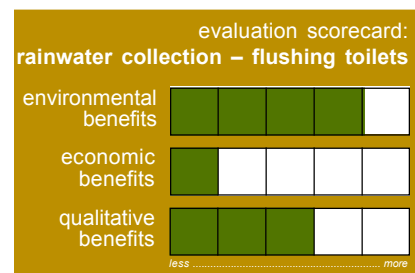 evaluation scorecard:
rainwater collection – flushing toilets
environmental
benefits
economic
benefits
qualitative
benefits
less ................................................................ more